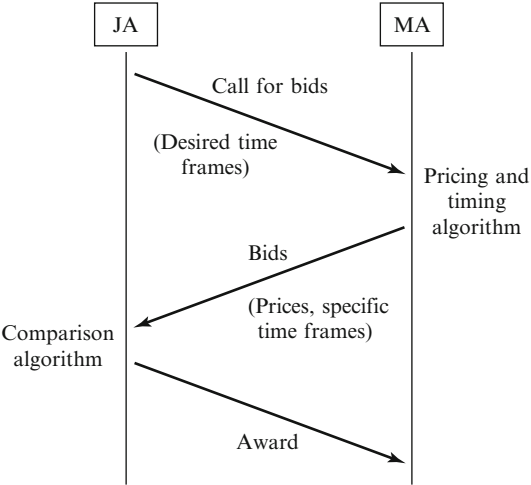 JA
MA
Call for bids
(Desired time
frames)
Pricing and
timing
algorithm
Bids
(Prices, specific
time frames)
Comparison
algorithm
Award